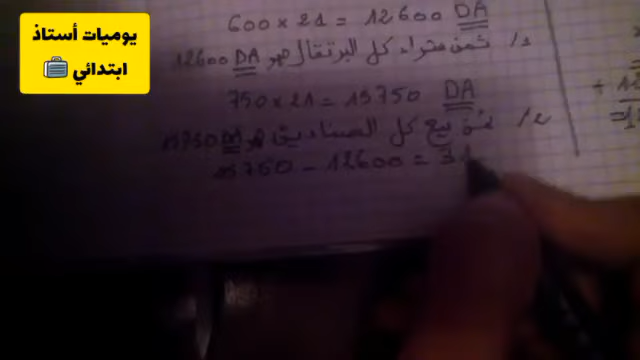 يوميات أستاذ
ابتدائي
600 × 21 = 12600 DA
1/ ثمن شراء كل البرتقال هو 12600 DA
750 × 21 = 15750 DA
2/ ثمن بيع كل الصناديق هو 15750 DA
15750 - 12600 = 31